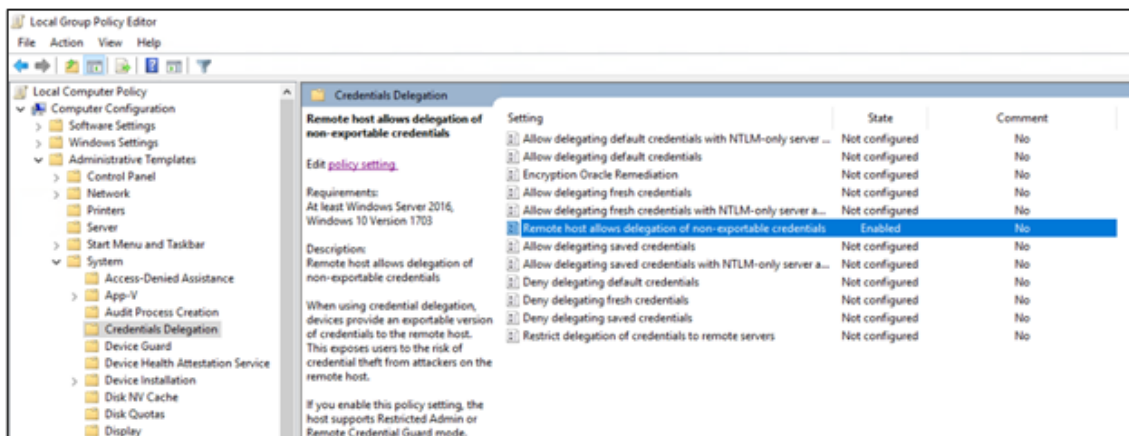 Local Group Policy Editor
File Action View Help
Local Computer Policy
Computer Configuration
Software Settings
Windows Settings
Administrative Templates
Control Panel
Network
Printers
Server
Start Menu and Taskbar
System
Access-Denied Assistance
App-V
Audit Process Creation
Credentials Delegation
Device Guard
Device Health Attestation Service
Device Installation
Disk NV Cache
Disk Quotas
Display
Credentials Delegation
Remote host allows delegation of
non-exportable credentials
Edit policy setting
Requirements:
At least Windows Server 2016,
Windows 10 Version 1703
Description:
Remote host allows delegation of
non-exportable credentials
When using credential delegation,
devices provide an exportable version
of credentials to the remote host.
This exposes users to the risk of
credential theft from attackers on the
remote host.
If you enable this policy setting, the
host supports Restricted Admin or
Remote Credential Guard mode.
Setting State Comment
Allow delegating default credentials with NTLM-only server ... Not configured No
Allow delegating default credentials Not configured No
Encryption Oracle Remediation Not configured No
Allow delegating fresh credentials Not configured No
Allow delegating fresh credentials with NTLM-only server a... Not configured No
Remote host allows delegation of non-exportable credentials Enabled No
Allow delegating saved credentials Not configured No
Allow delegating saved credentials with NTLM-only server a... Not configured No
Deny delegating default credentials Not configured No
Deny delegating fresh credentials Not configured No
Deny delegating saved credentials Not configured No
Restrict delegation of credentials to remote servers Not configured No